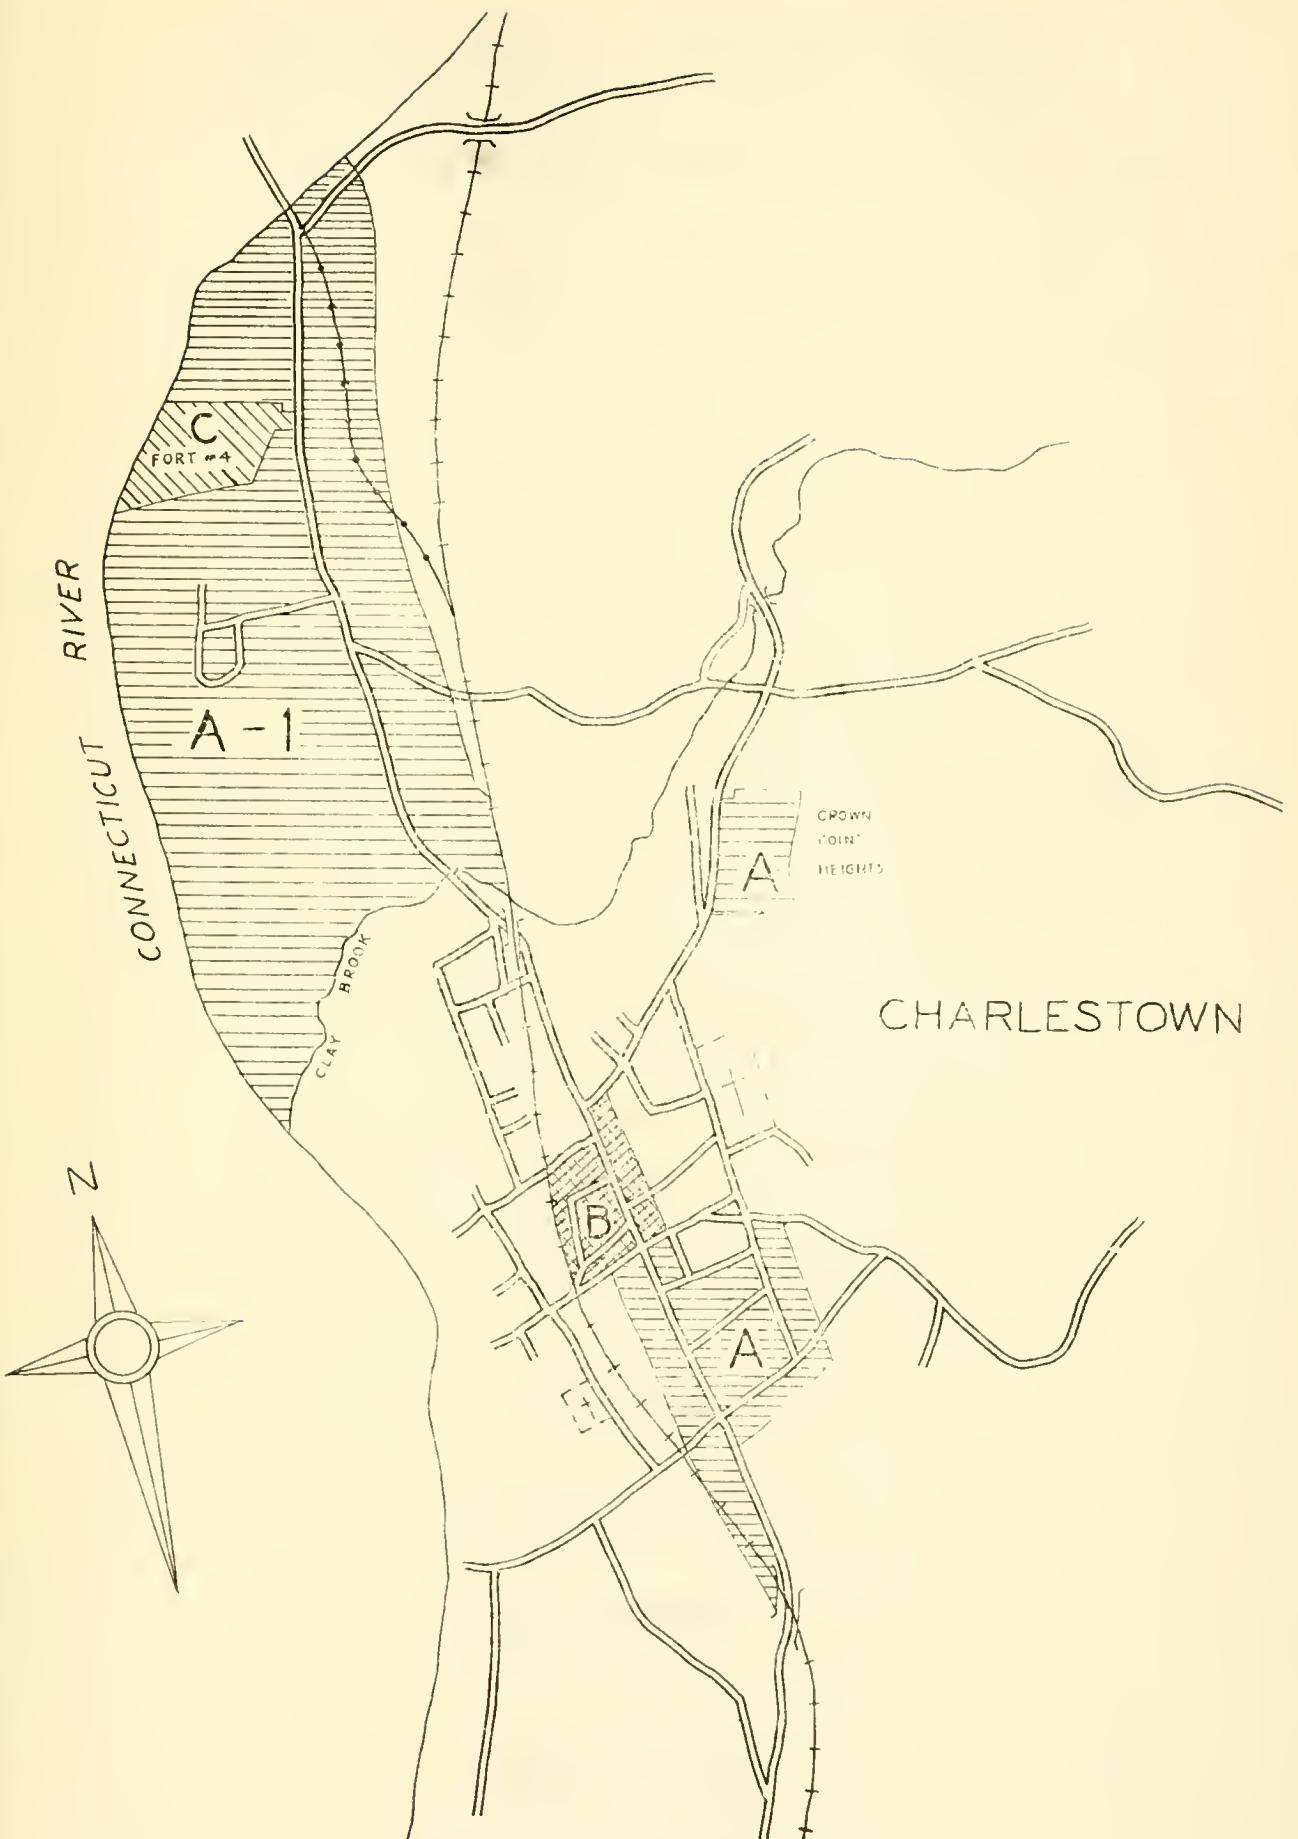 C
FORT #4
CONNECTICUT RIVER
A-1
CROWN
POINT
HEIGHTS
A
CLAY BROOK
CHARLESTOWN
N
B
A